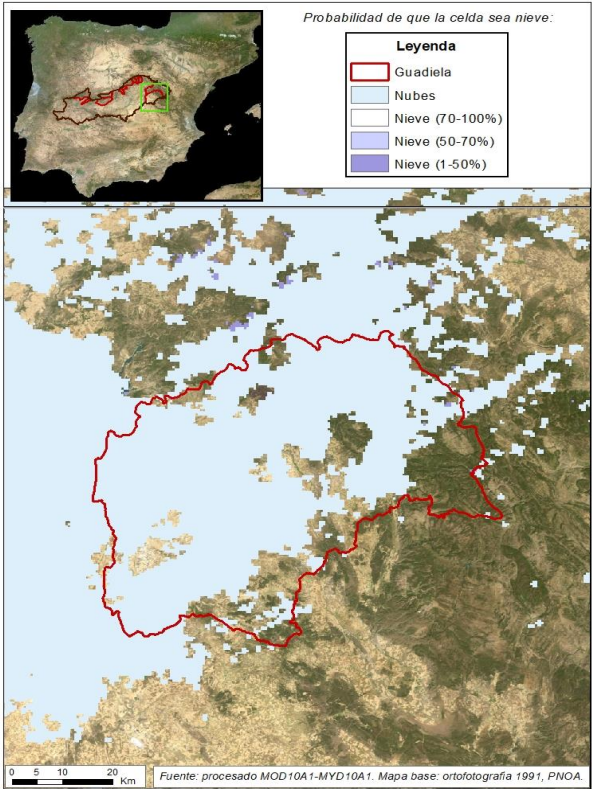 Probabilidad de que la celda sea nieve:
Leyenda
Guadiela
Nubes
Nieve (70-100%)
Nieve (50-70%)
Nieve (1-50%)
0 5 10 20
Km
Fuente: procesado MOD10A1-MYD10A1. Mapa base: ortofotografía 1991, PNOA.